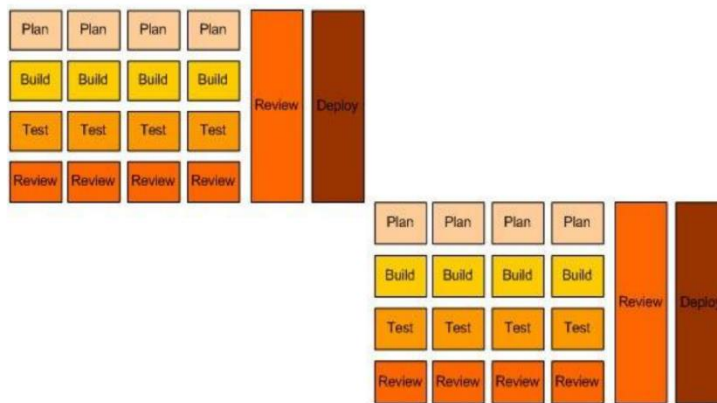 Plan Plan Plan Plan
Build Build Build Build
Test Test Test Test
Review Review Review Review
Review
Deploy
Plan Plan Plan Plan
Build Build Build Build
Test Test Test Test
Review Review Review Review
Review
Deploy